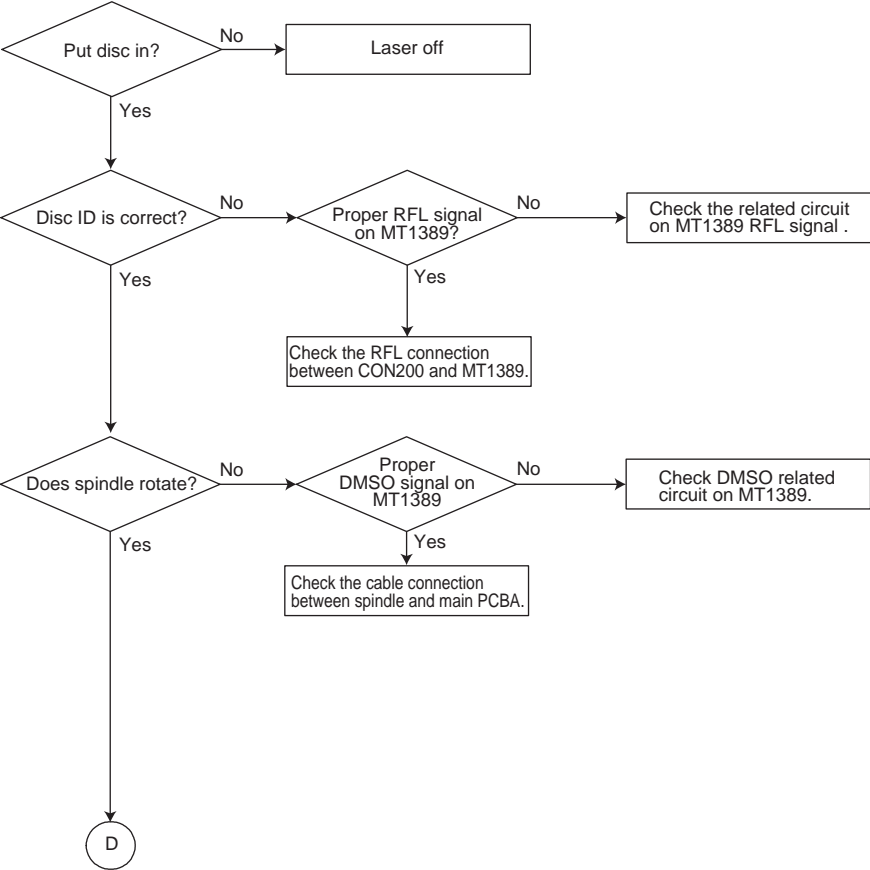 Put disc in?
No
Laser off
Yes
Disc ID is correct?
No
Proper RFL signal
on MT1389?
No
Check the related circuit
on MT1389 RFL signal .
Yes
Yes
Check the RFL connection
between CON200 and MT1389.
Does spindle rotate?
No
Proper
DMSO signal on
MT1389
No
Check DMSO related
circuit on MT1389.
Yes
Yes
Check the cable connection
between spindle and main PCBA.
D